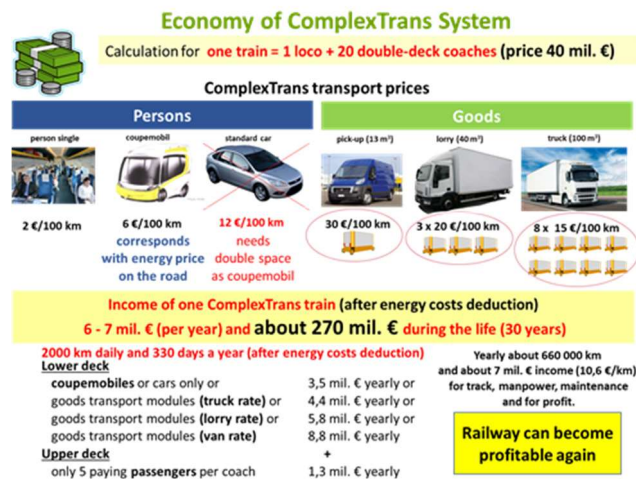 Economy of ComplexTrans System
Calculation for one train = 1 loco + 20 double-deck coaches (price 40 mil. €)
ComplexTrans transport prices
Persons
Goods
person single
coupemobil
standard car
pick-up (13 m³)
lorry (40 m³)
truck (100 m³)
2 €/100 km
6 €/100 km
corresponds
with energy price
on the road
12 €/100 km
needs
double space
as coupemobil
30 €/100 km
3 x 20 €/100 km
8 x 15 €/100 km
Income of one ComplexTrans train (after energy costs deduction)
6 - 7 mil. € (per year) and about 270 mil. € during the life (30 years)
2000 km daily and 330 days a year (after energy costs deduction)
Lower deck
coupemobiles or cars only or 3,5 mil. € yearly or
goods transport modules (truck rate) or 4,4 mil. € yearly or
goods transport modules (lorry rate) or 5,8 mil. € yearly or
goods transport modules (van rate) 8,8 mil. € yearly
Upper deck +
only 5 paying passengers per coach 1,3 mil. € yearly
Yearly about 660 000 km
and about 7 mil. € income (10,6 €/km)
for track, manpower, maintenance
and for profit.
Railway can become
profitable again